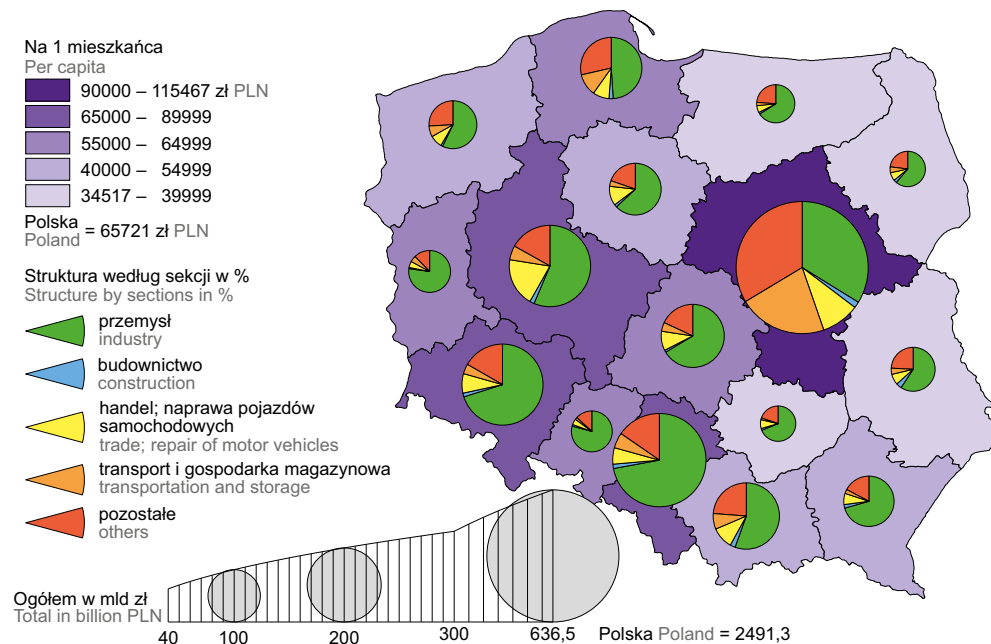 Na 1 mieszkańca
Per capita
90000 – 115467 zł PLN
65000 – 89999
55000 – 64999
40000 – 54999
34517 – 39999
Polska
Poland = 65721 zł PLN
Struktura według sekcji w %
Structure by sections in %
przemysł
industry
budownictwo
construction
handel; naprawa pojazdów
samochodowych
trade; repair of motor vehicles
transport i gospodarka magazynowa
transportation and storage
pozostałe
others
Ogółem w mld zł
Total in billion PLN
40 100 200 300 636,5 Polska Poland = 2491,3